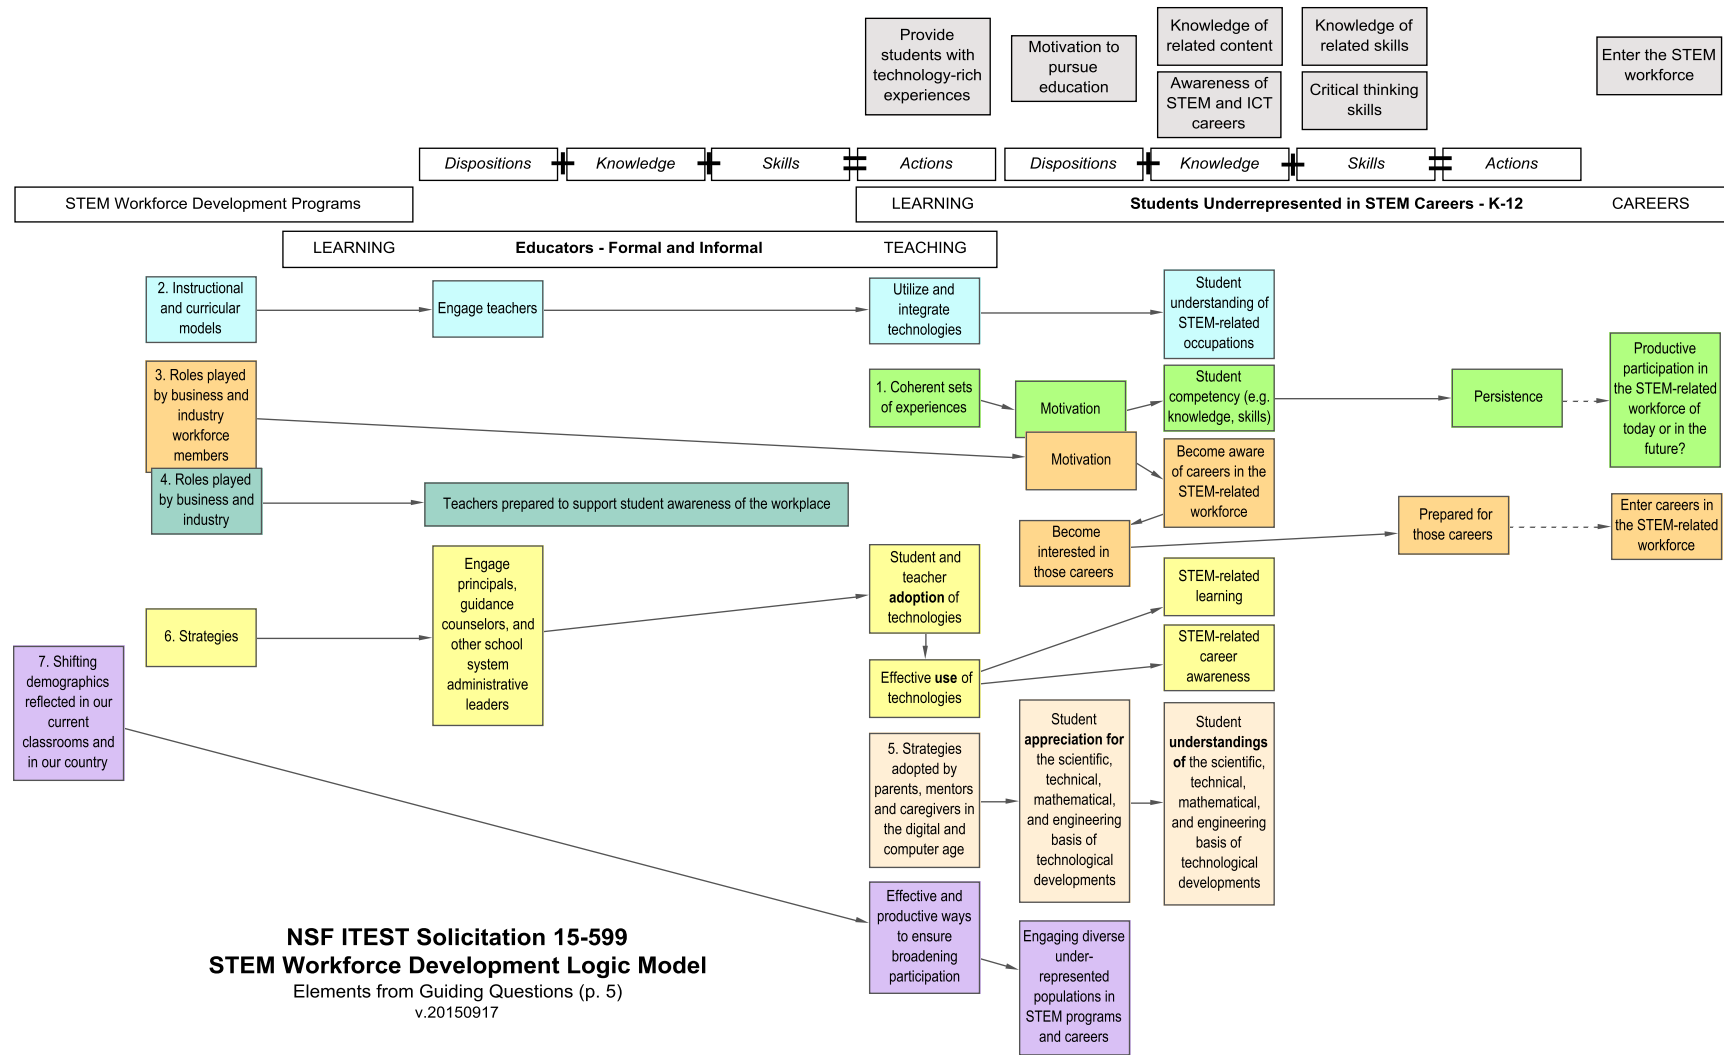 Provide
students with
technology-rich
experiences
Motivation to
pursue
education
Knowledge of
related content
Awareness of
STEM and ICT
careers
Knowledge of
related skills
Critical thinking
skills
Enter the STEM
workforce
Dispositions
Knowledge
Skills
Actions
Dispositions
Knowledge
Skills
Actions
STEM Workforce Development Programs
LEARNING
Students Underrepresented in STEM Careers - K-12
CAREERS
LEARNING
Educators - Formal and Informal
TEACHING
2. Instructional
and curricular
models
Engage teachers
Utilize and
integrate
technologies
Student
understanding of
STEM-related
occupations
3. Roles played
by business and
industry
workforce
members
1. Coherent sets
of experiences
Motivation
Student
competency (e.g.
knowledge, skills)
Persistence
Productive
participation in
the STEM-related
workforce of
today or in the
future?
Motivation
Become aware
of careers in the
STEM-related
workforce
4. Roles played
by business and
industry
Teachers prepared to support student awareness of the workplace
Become
interested in
those careers
Prepared for
those careers
Enter careers in
the STEM-related
workforce
6. Strategies
Engage
principals,
guidance
counselors, and
other school
system
administrative
leaders
Student and
teacher
adoption of
technologies
Effective use of
technologies
STEM-related
learning
STEM-related
career
awareness
7. Shifting
demographics
reflected in our
current
classrooms and
in our country
5. Strategies
adopted by
parents, mentors
and caregivers in
the digital and
computer age
Student
appreciation for
the scientific,
technical,
mathematical,
and engineering
basis of
technological
developments
Student
understandings
of the scientific,
technical,
mathematical,
and engineering
basis of
technological
developments
Effective and
productive ways
to ensure
broadening
participation
Engaging diverse
under-
represented
populations in
STEM programs
and careers
NSF ITEST Solicitation 15-599
STEM Workforce Development Logic Model
Elements from Guiding Questions (p. 5)
v.20150917